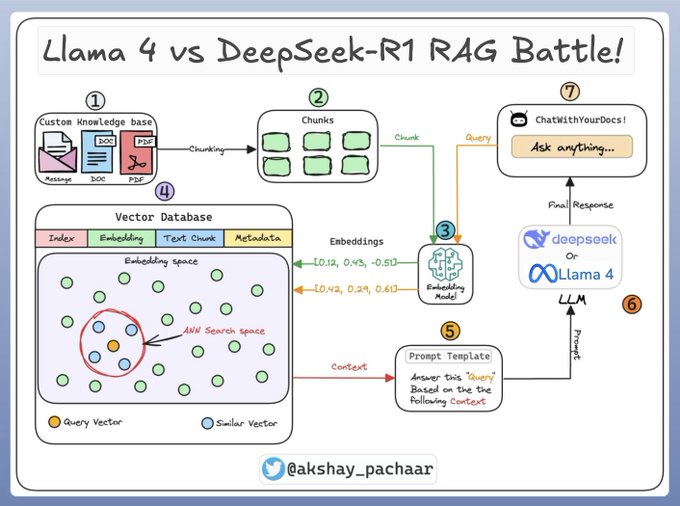 Llama 4 vs DeepSeek-R1 RAG Battle!
1
Custom Knowledge base
DOC
PDF
Message
DOC
PDF
Chunking
2
Chunks
Chunk
Query
7
ChatWithYourDocs!
Ask anything...
Final Response
deepseek
Or
Llama 4
LLM
6
Prompt
3
Embedding
Model
Embeddings
[0.12, 0.43, -0.51]
[0.42, 0.29, 0.61]
4
Vector Database
Index
Embedding
Text Chunk
Metadata
Embedding space
ANN Search space
Query Vector
Similar Vector
Context
5
Prompt Template
Answer this "Query"
Based on the the
following Context
@akshay_pachaar